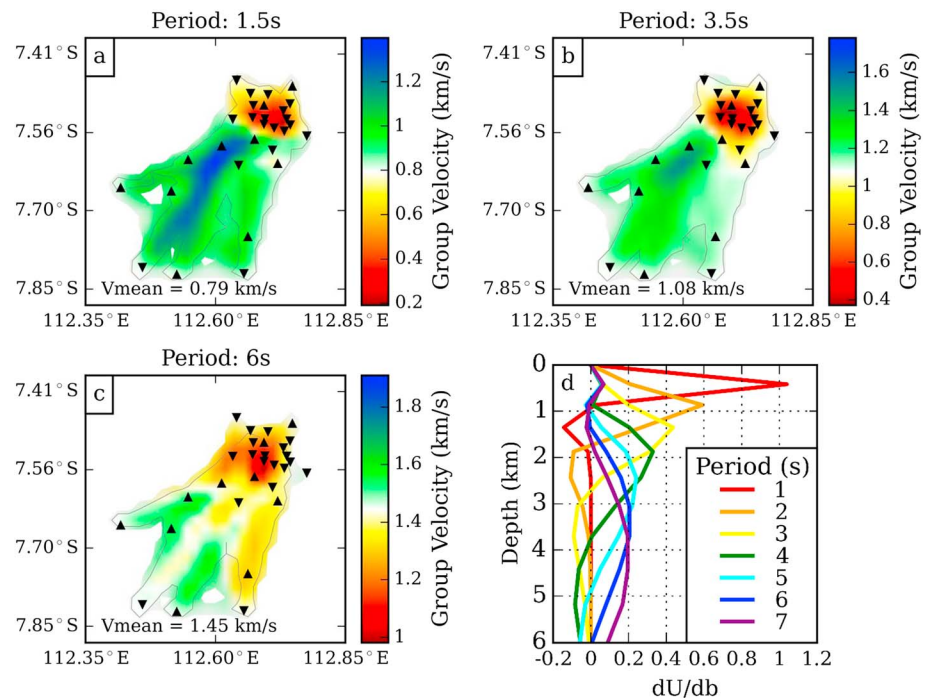 Period: 1.5s
a
7.41°S
7.56°S
7.70°S
7.85°S
Vmean = 0.79 km/s
112.35°E
112.60°E
112.85°E
1.2
1
0.8
0.6
0.4
0.2
Group Velocity (km/s)
Period: 3.5s
b
7.41°S
7.56°S
7.70°S
7.85°S
Vmean = 1.08 km/s
112.35°E
112.60°E
112.85°E
1.6
1.4
1.2
1
0.8
0.6
0.4
Group Velocity (km/s)
Period: 6s
c
7.41°S
7.56°S
7.70°S
7.85°S
Vmean = 1.45 km/s
112.35°E
112.60°E
112.85°E
1.8
1.6
1.4
1.2
1
Group Velocity (km/s)
d
0
1
2
3
4
5
6
Depth (km)
Period (s)
1
2
3
4
5
6
7
-0.2 0 0.2 0.4 0.6 0.8 1 1.2
dU/db